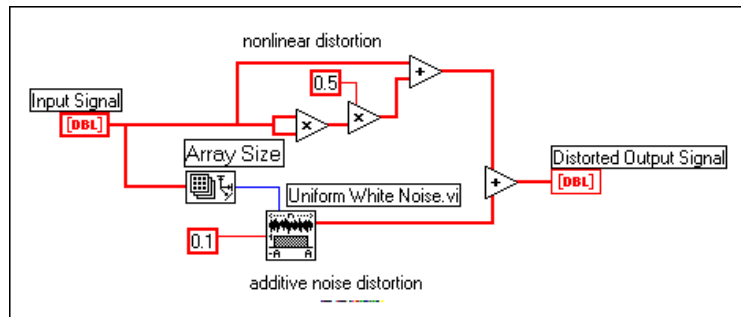 nonlinear distortion
+
0.5
Input Signal
[DBL]
x
x
Array Size
Distorted Output Signal
+
[DBL]
Uniform White Noise.vi
0.1
-A A
additive noise distortion